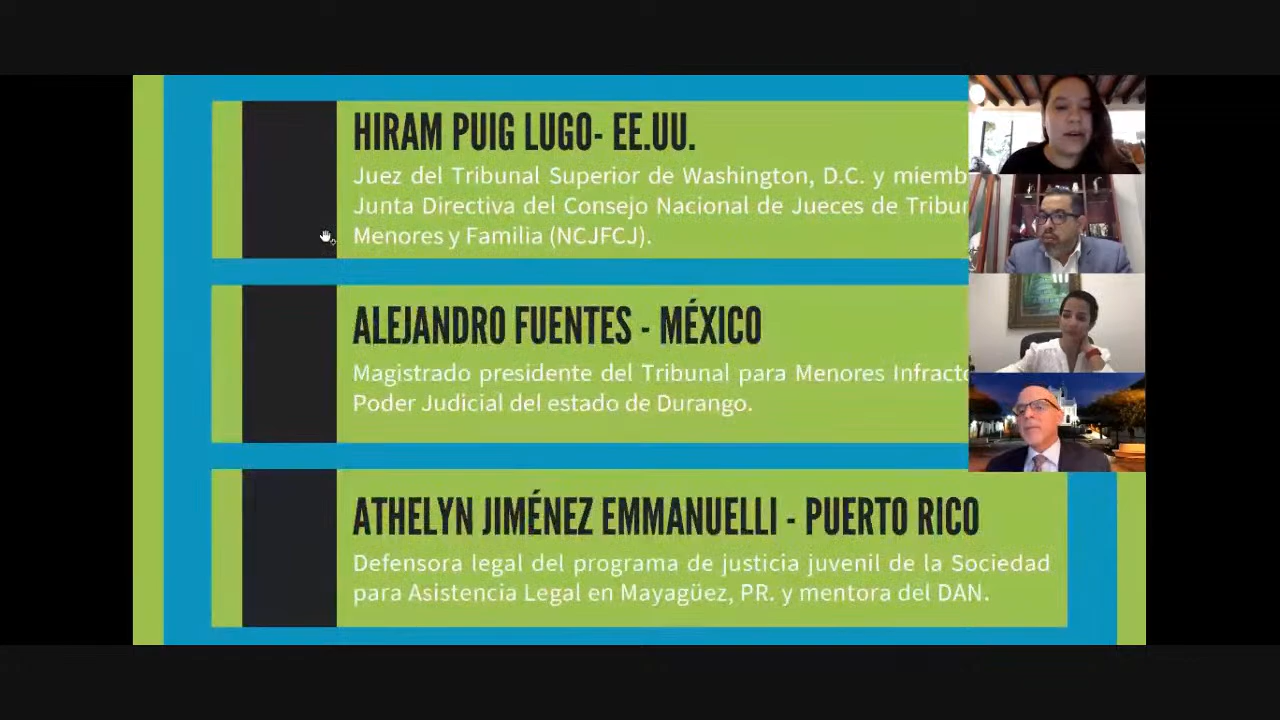 HIRAM PUIG LUGO- EE.UU.
Juez del Tribunal Superior de Washington, D.C. y
Junta Directiva del Consejo Nacional de Jueces de
Menores y Familia (NCJFCJ).
ALEJANDRO FUENTES - MÉXICO
Magistrado presidente del Tribunal para Menores
Poder Judicial del estado de Durango.
ATHELYN JIMÉNEZ EMMANUELLI - PUERTO RICO
Defensora legal del programa de justicia juvenil de la Sociedad
para Asistencia Legal en Mayagüez, PR. y mentora del DAN.